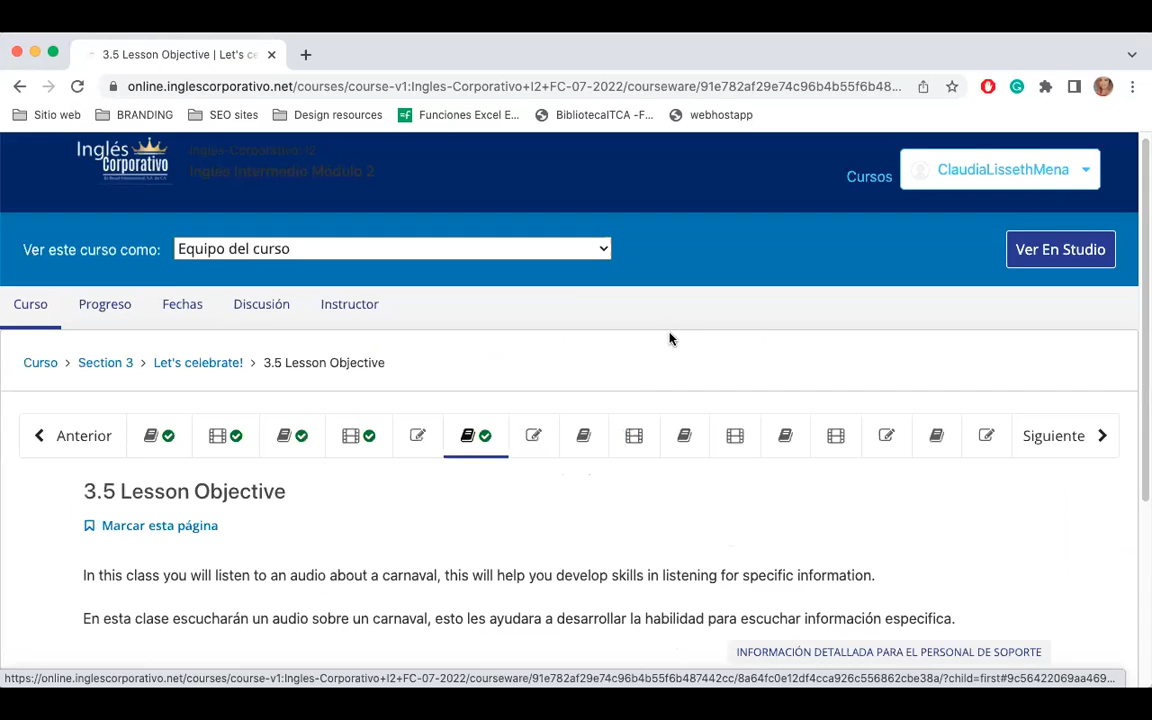 3.5 Lesson Objective | Let's ce
online.inglescorporativo.net/courses/course-v1:Ingles-Corporativo+I2+FC-07-2022/courseware/91e782af29e74c96b4b55f6b48...
Sitio web BRANDING SEO sites Design resources Funciones Excel E... BibliotecaITCA -F... webhostapp
Inglés
Corporativo
Ingles-Corporativo: I2
Inglés Intermedio Módulo 2
Cursos ClaudiaLissethMena
Ver este curso como: Equipo del curso Ver En Studio
Curso Progreso Fechas Discusión Instructor
Curso > Section 3 > Let's celebrate! > 3.5 Lesson Objective
Anterior Siguiente
3.5 Lesson Objective
Marcar esta página
In this class you will listen to an audio about a carnaval, this will help you develop skills in listening for specific information.
En esta clase escucharán un audio sobre un carnaval, esto les ayudara a desarrollar la habilidad para escuchar información especifica.
INFORMACIÓN DETALLADA PARA EL PERSONAL DE SOPORTE
https://online.inglescorporativo.net/courses/course-v1:Ingles-Corporativo+I2+FC-07-2022/courseware/91e782af29e74c96b4b55f6b487442cc/8a64fc0e12df4cca926c556862cbe38a/?child=first#9c56422069aa469...